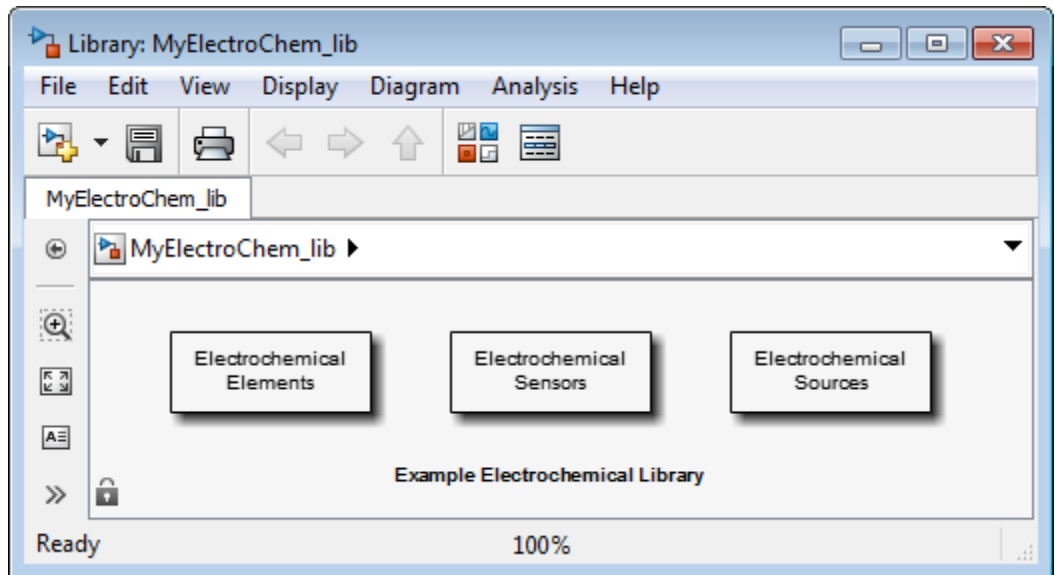 Library: MyElectroChem_lib
File Edit View Display Diagram Analysis Help
MyElectroChem_lib
MyElectroChem_lib
Electrochemical
Elements
Electrochemical
Sensors
Electrochemical
Sources
Example Electrochemical Library
Ready 100%